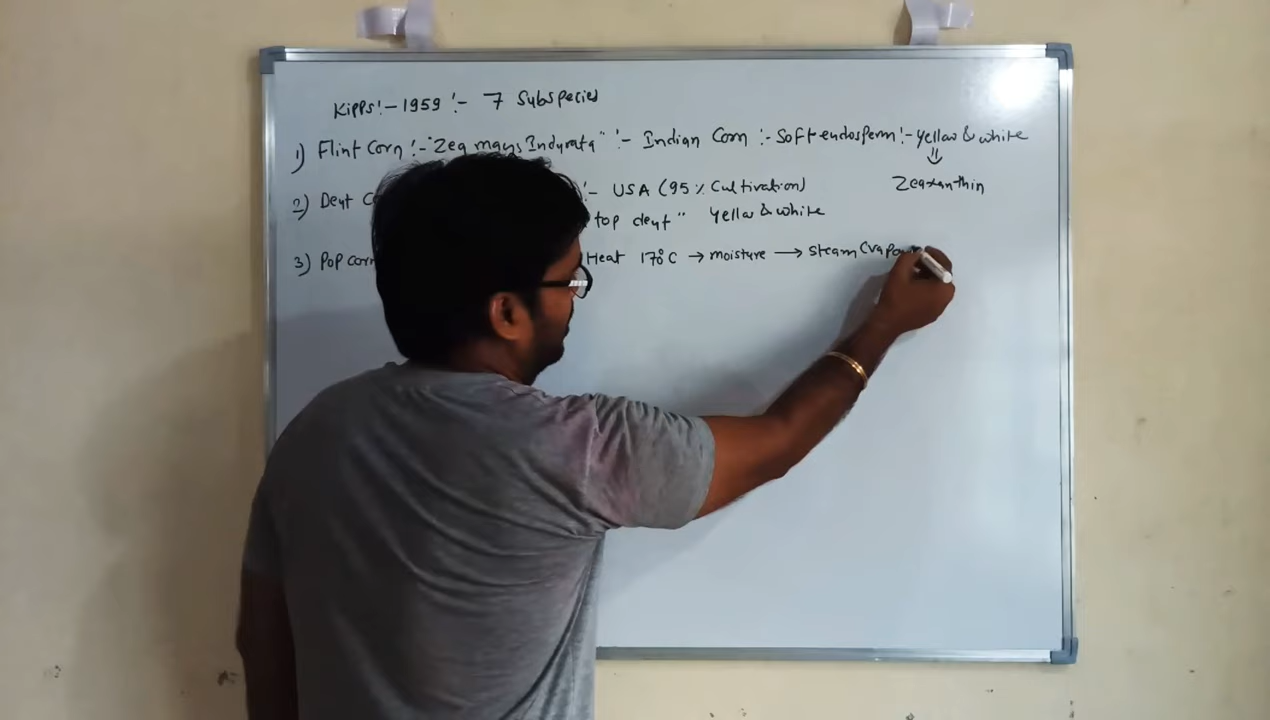 Kipps:- 1959 :- 7 Subspecies
1) Flint Corn :- "Zea mays Indurata" :- Indian Corn :- Soft endosperm :- Yellow & white
⇓
Zeaxanthin
2) Dent C :- USA (95 % Cultivation)
top dent" Yellow & white
3) Pop corn Heat 170°C → moisture → Steam (vapou